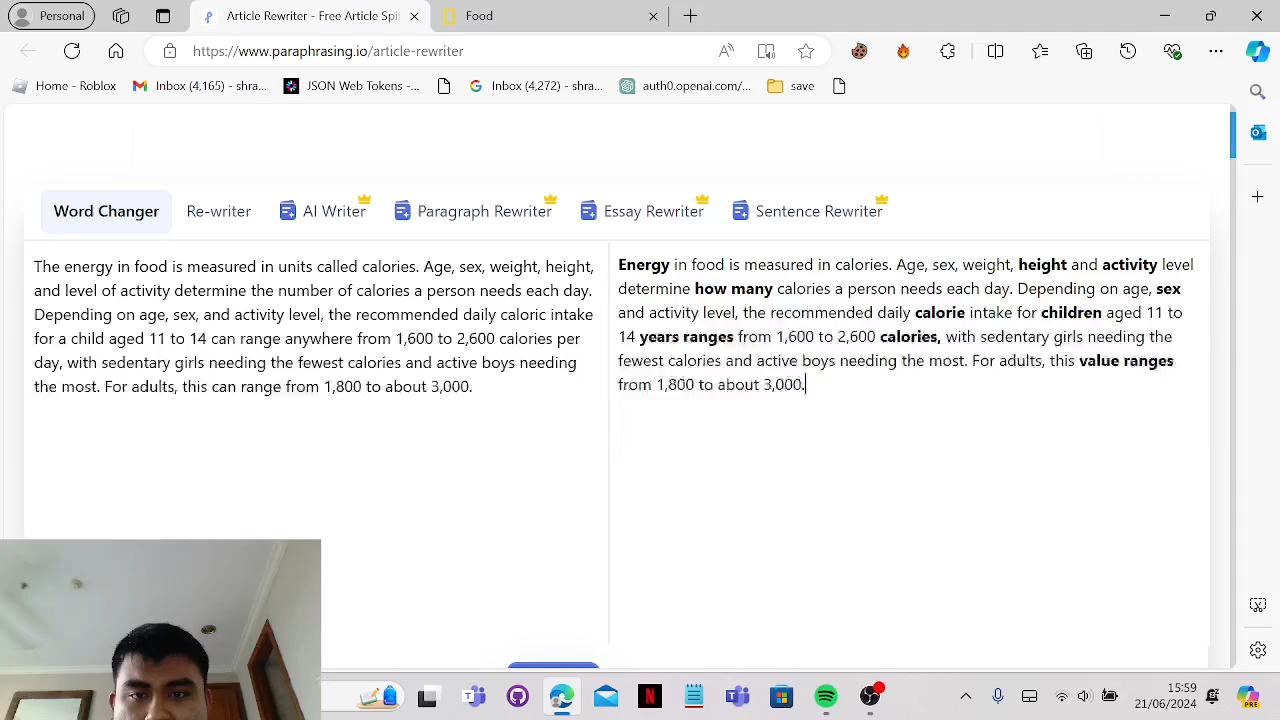 Personal
Article Rewriter - Free Article Spi
Food
https://www.paraphrasing.io/article-rewriter
Home - Roblox
Inbox (4,165) - shra...
JSON Web Tokens -...
Inbox (4,272) - shra...
auth0.openai.com/...
save
Word Changer
Re-writer
AI Writer
Paragraph Rewriter
Essay Rewriter
Sentence Rewriter
The energy in food is measured in units called calories. Age, sex, weight, height,
and level of activity determine the number of calories a person needs each day.
Depending on age, sex, and activity level, the recommended daily caloric intake
for a child aged 11 to 14 can range anywhere from 1,600 to 2,600 calories per
day, with sedentary girls needing the fewest calories and active boys needing
the most. For adults, this can range from 1,800 to about 3,000.
Energy in food is measured in calories. Age, sex, weight, height and activity level
determine how many calories a person needs each day. Depending on age, sex
and activity level, the recommended daily calorie intake for children aged 11 to
14 years ranges from 1,600 to 2,600 calories, with sedentary girls needing the
fewest calories and active boys needing the most. For adults, this value ranges
from 1,800 to about 3,000.
15:59
21/06/2024
PRE